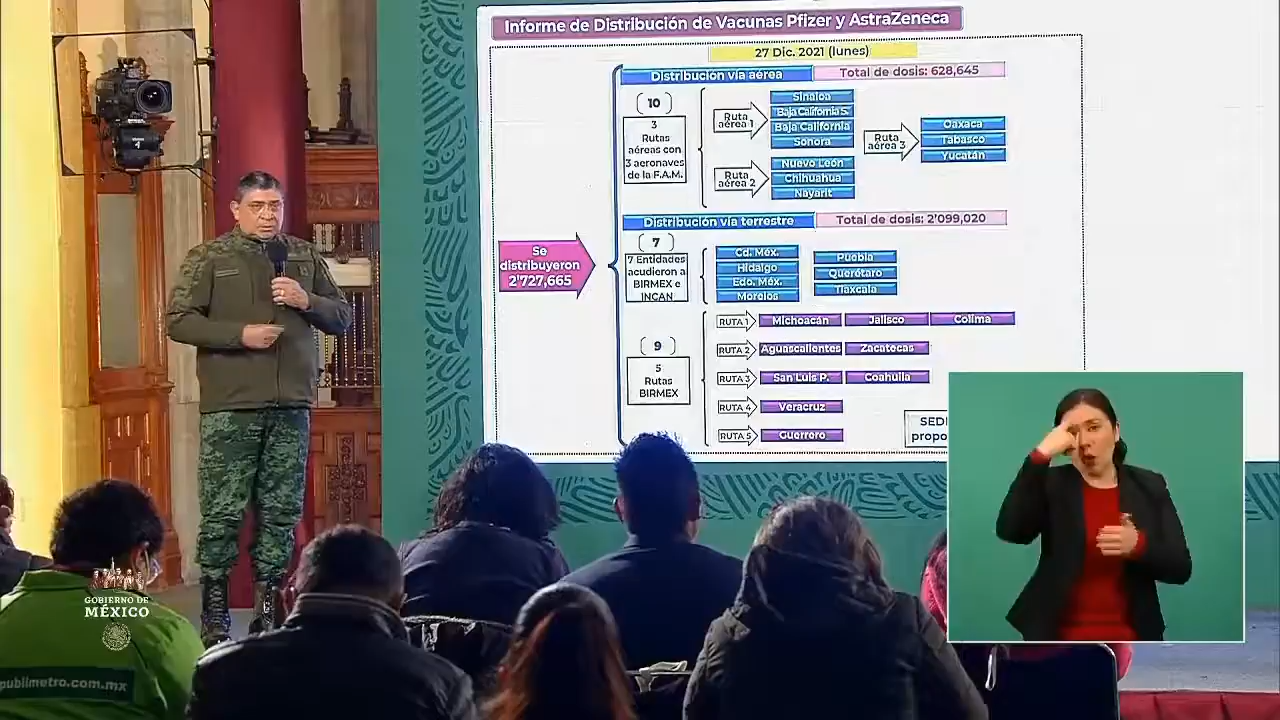 Informe de Distribución de Vacunas Pfizer y AstraZeneca
27 Dic. 2021 (lunes)
Distribución vía aérea
Total de dosis: 628,645
(10)
3
Rutas
aéreas con
3 aeronaves
de la F.A.M.
Ruta
aérea 1
Sinaloa
Baja California S.
Baja California
Sonora
Ruta
aérea 2
Nuevo León
Chihuahua
Nayarit
Ruta
aérea 3
Oaxaca
Tabasco
Yucatán
Se
distribuyeron
2'727,665
Distribución vía terrestre
Total de dosis: 2'099,020
(7)
7 Entidades
acudieron a
BIRMEX e
INCAN
Cd. Méx.
Hidalgo
Edo. Méx.
Morelos
Puebla
Querétaro
Tlaxcala
(9)
5
Rutas
BIRMEX
RUTA 1
Michoacán
Jalisco
Colima
RUTA 2
Aguascalientes
Zacatecas
RUTA 3
San Luis P.
Coahuila
RUTA 4
Veracruz
RUTA 5
Guerrero
SED
propo
GOBIERNO DE
MÉXICO
publimetro.com.mx
1